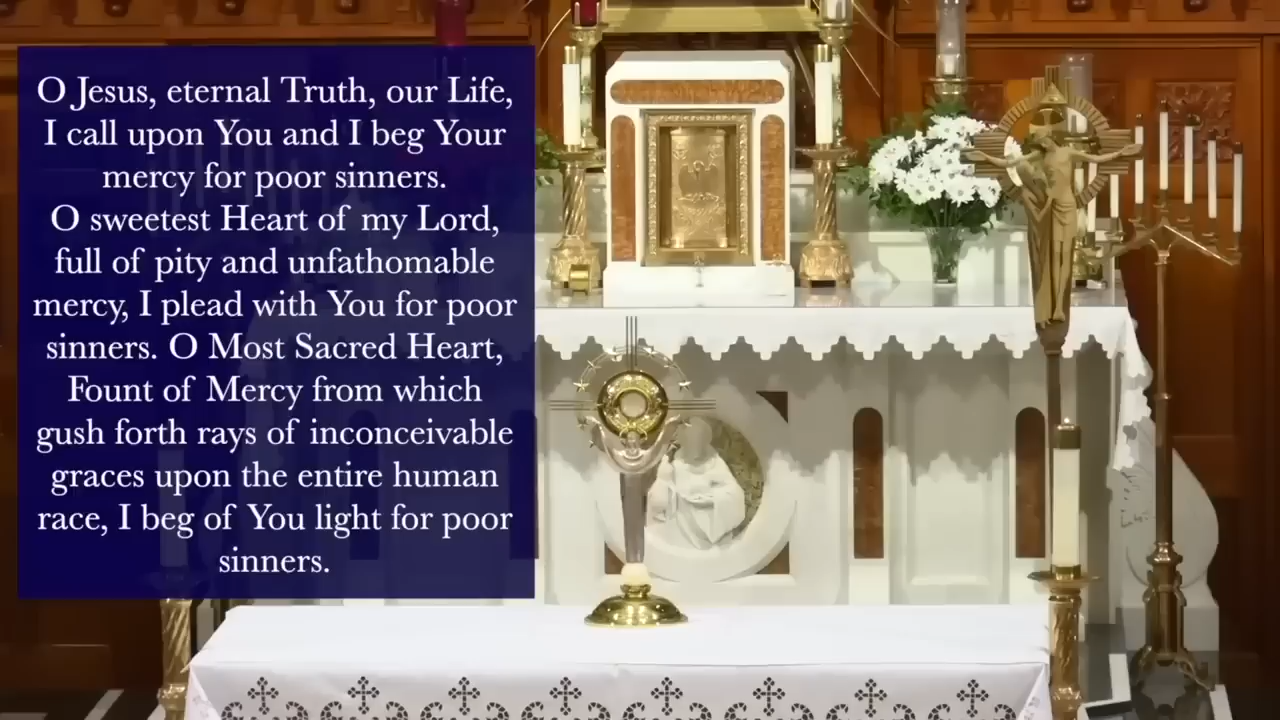 O Jesus, eternal Truth, our Life,
I call upon You and I beg Your
mercy for poor sinners.
O sweetest Heart of my Lord,
full of pity and unfathomable
mercy, I plead with You for poor
sinners. O Most Sacred Heart,
Fount of Mercy from which
gush forth rays of inconceivable
graces upon the entire human
race, I beg of You light for poor
sinners.